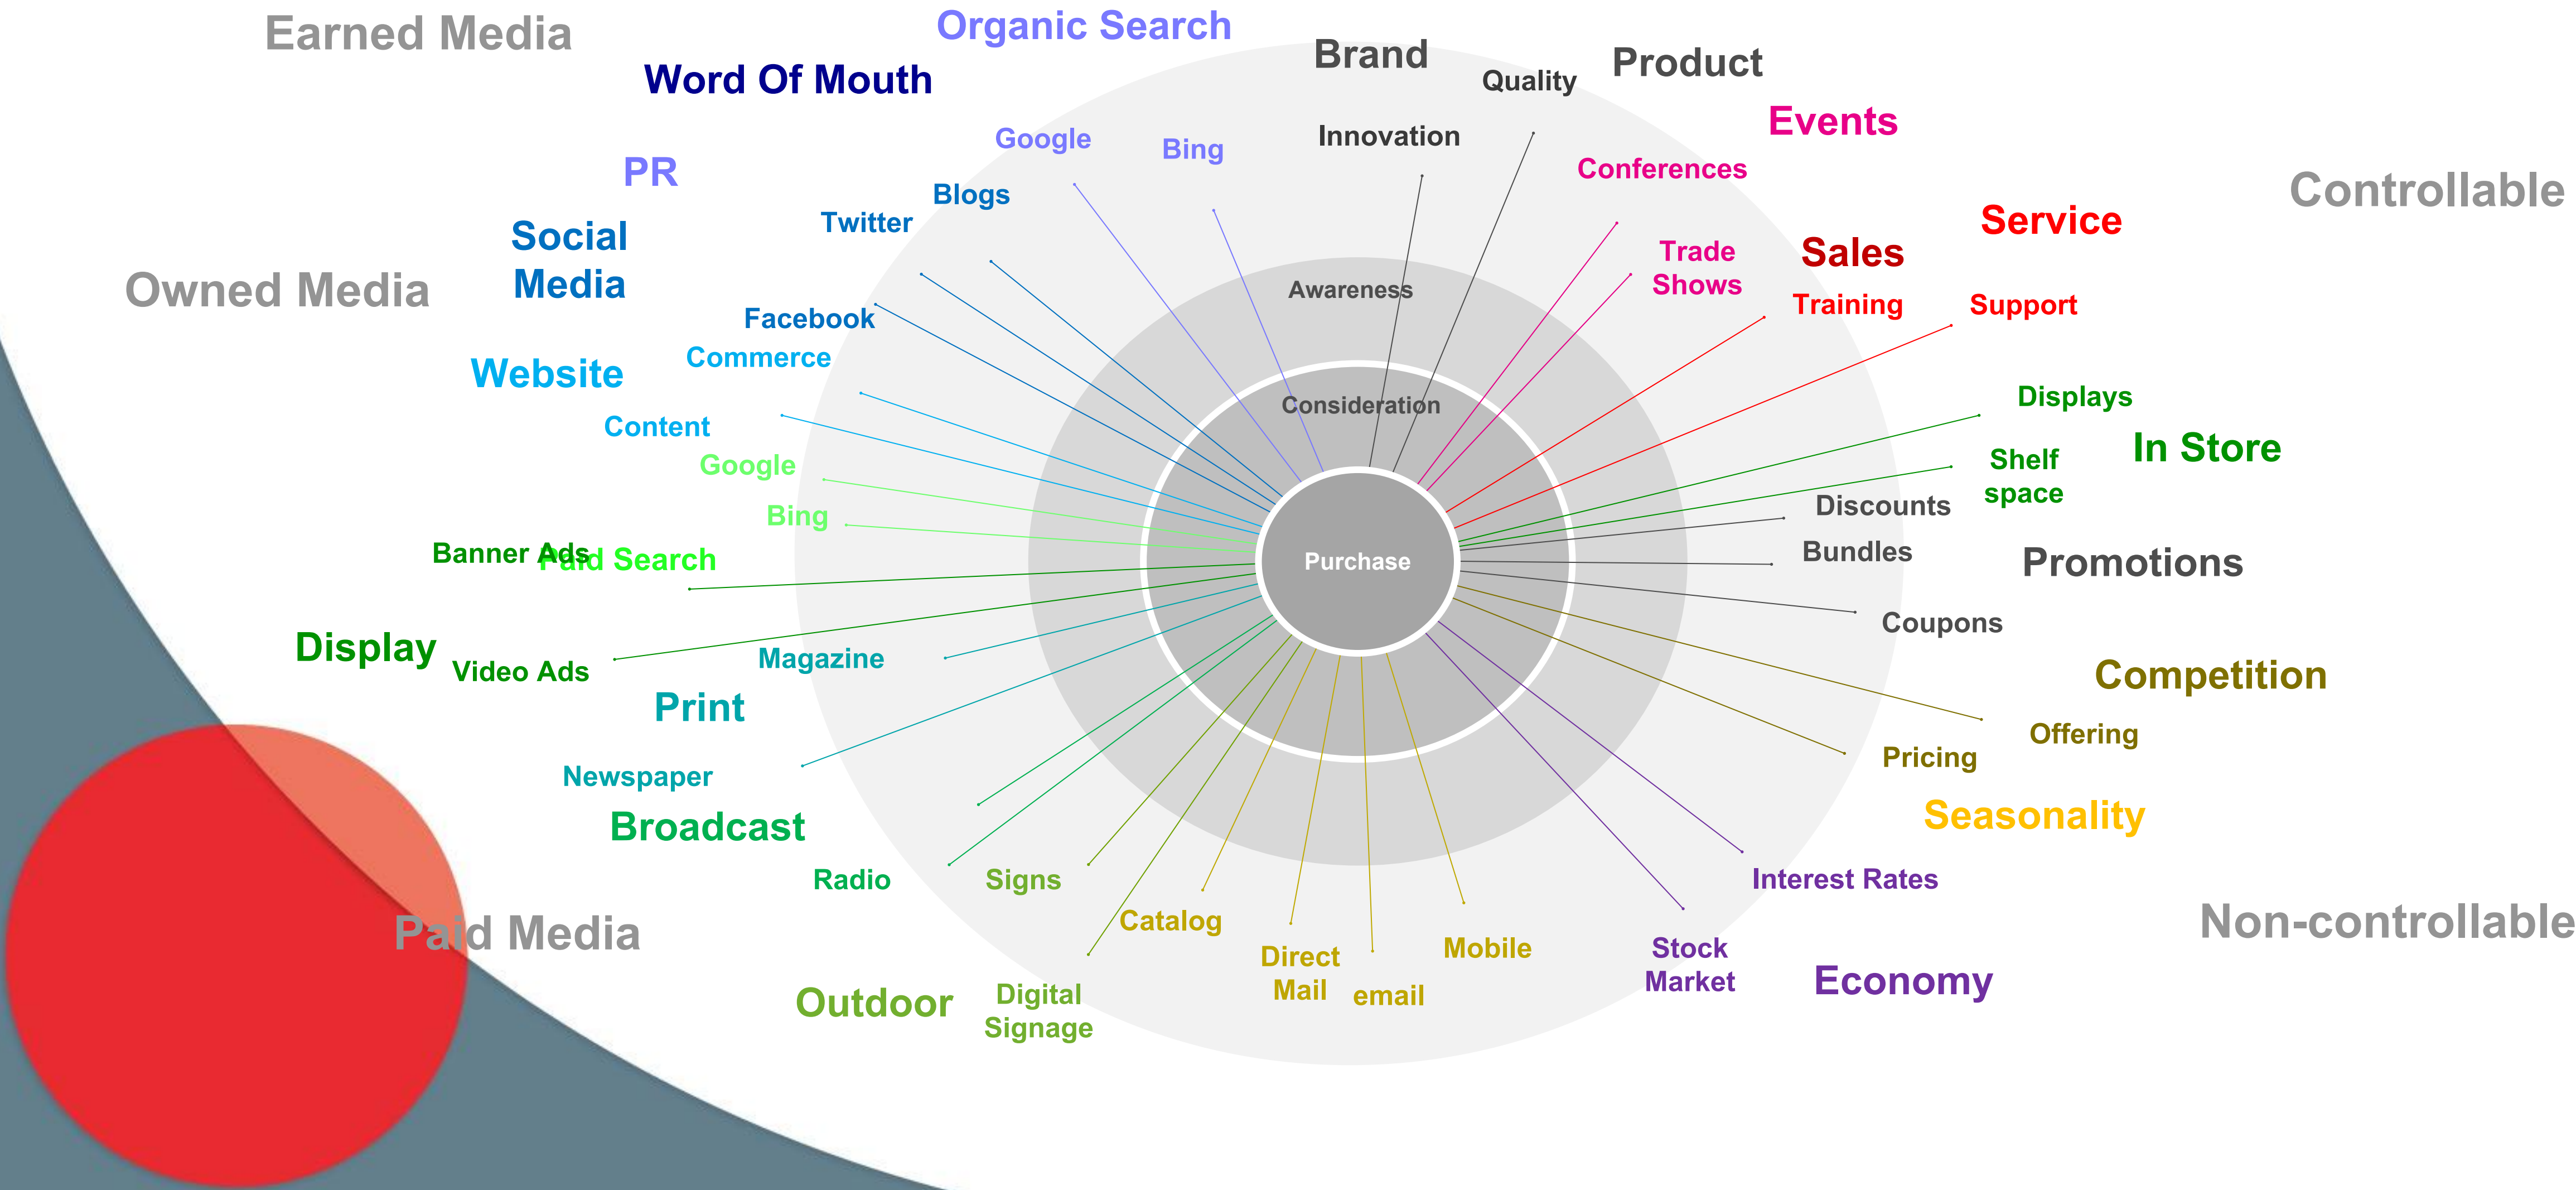 Earned Media
Organic Search
Brand
Product
Word Of Mouth
Quality
Events
Google
Bing
Innovation
Conferences
PR
Blogs
Controllable
Twitter
Service
Social
Media
Trade
Shows
Sales
Owned Media
Awareness
Training
Support
Facebook
Commerce
Website
Content
Consideration
Displays
In Store
Google
Shelf
space
Bing
Discounts
Banner Ads
Paid Search
Purchase
Bundles
Promotions
Coupons
Display
Video Ads
Magazine
Competition
Print
Offering
Pricing
Newspaper
Broadcast
Seasonality
Radio
Signs
Interest Rates
Catalog
Paid Media
Non-controllable
Direct
Mail
email
Mobile
Stock
Market
Economy
Outdoor
Digital
Signage